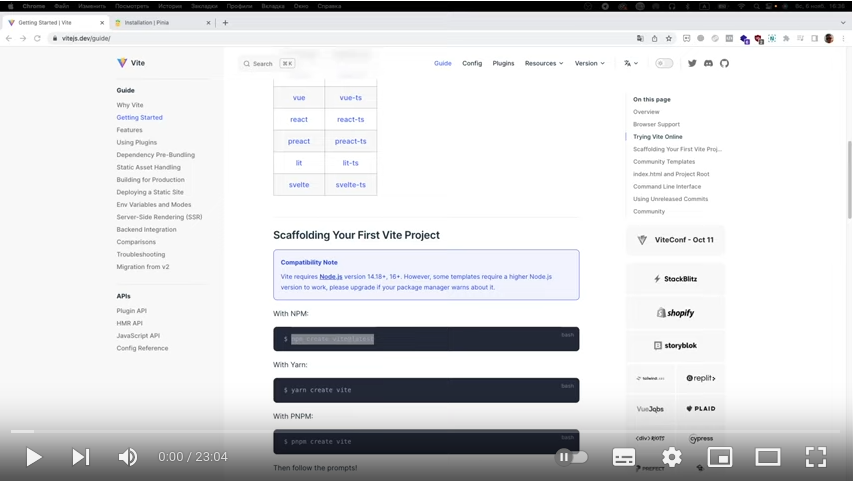 Chrome Файл Изменить Посмотреть История Закладки Профили Вкладка Окно Справка
Getting Started | Vite
Installation | Pinia
vitejs.dev/guide/
Vite
Search ⌘ K
Guide Config Plugins Resources Version
Guide
Why Vite
Getting Started
Features
Using Plugins
Dependency Pre-Bundling
Static Asset Handling
Building for Production
Deploying a Static Site
Env Variables and Modes
Server-Side Rendering (SSR)
Backend Integration
Comparisons
Troubleshooting
Migration from v2
APIs
Plugin API
HMR API
JavaScript API
Config Reference
vue vue-ts
react react-ts
preact preact-ts
lit lit-ts
svelte svelte-ts
Scaffolding Your First Vite Project
Compatibility Note
Vite requires Node.js version 14.18+, 16+. However, some templates require a higher Node.js
version to work, please upgrade if your package manager warns about it.
With NPM:
bash
$ npm create vite@latest
With Yarn:
bash
$ yarn create vite
With PNPM:
bash
$ pnpm create vite
Then follow the prompts!
On this page
Overview
Browser Support
Trying Vite Online
Scaffolding Your First Vite Proj...
Community Templates
index.html and Project Root
Command Line Interface
Using Unreleased Commits
Community
ViteConf - Oct 11
StackBlitz
shopify
storyblok
replit
VueJobs PLAID
cypress
0:00 / 23:04